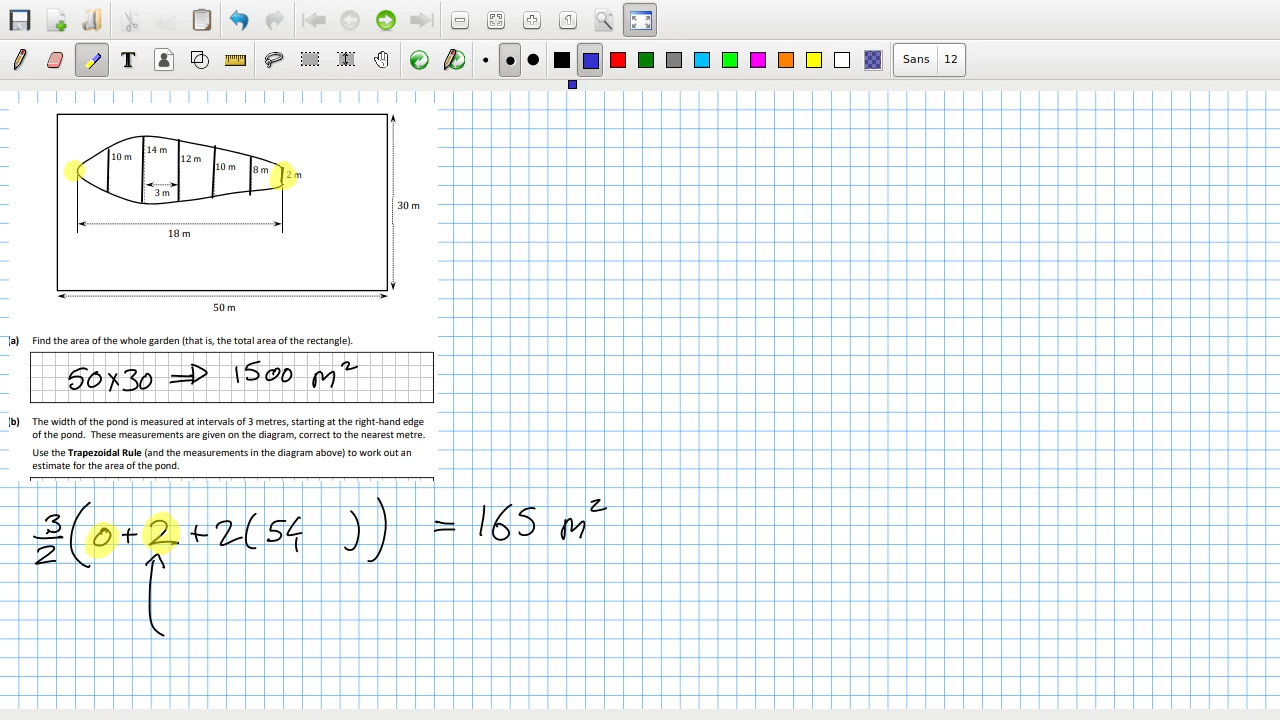 Sans 12
10 m
14 m
12 m
10 m
8 m
2 m
3 m
18 m
30 m
50 m
(a) Find the area of the whole garden (that is, the total area of the rectangle).
50×30 ⇒ 1500 m²
(b) The width of the pond is measured at intervals of 3 metres, starting at the right-hand edge
of the pond. These measurements are given on the diagram, correct to the nearest metre.
Use the Trapezoidal Rule (and the measurements in the diagram above) to work out an
estimate for the area of the pond.
3/2 (0 + 2 + 2(54)) = 165 m²